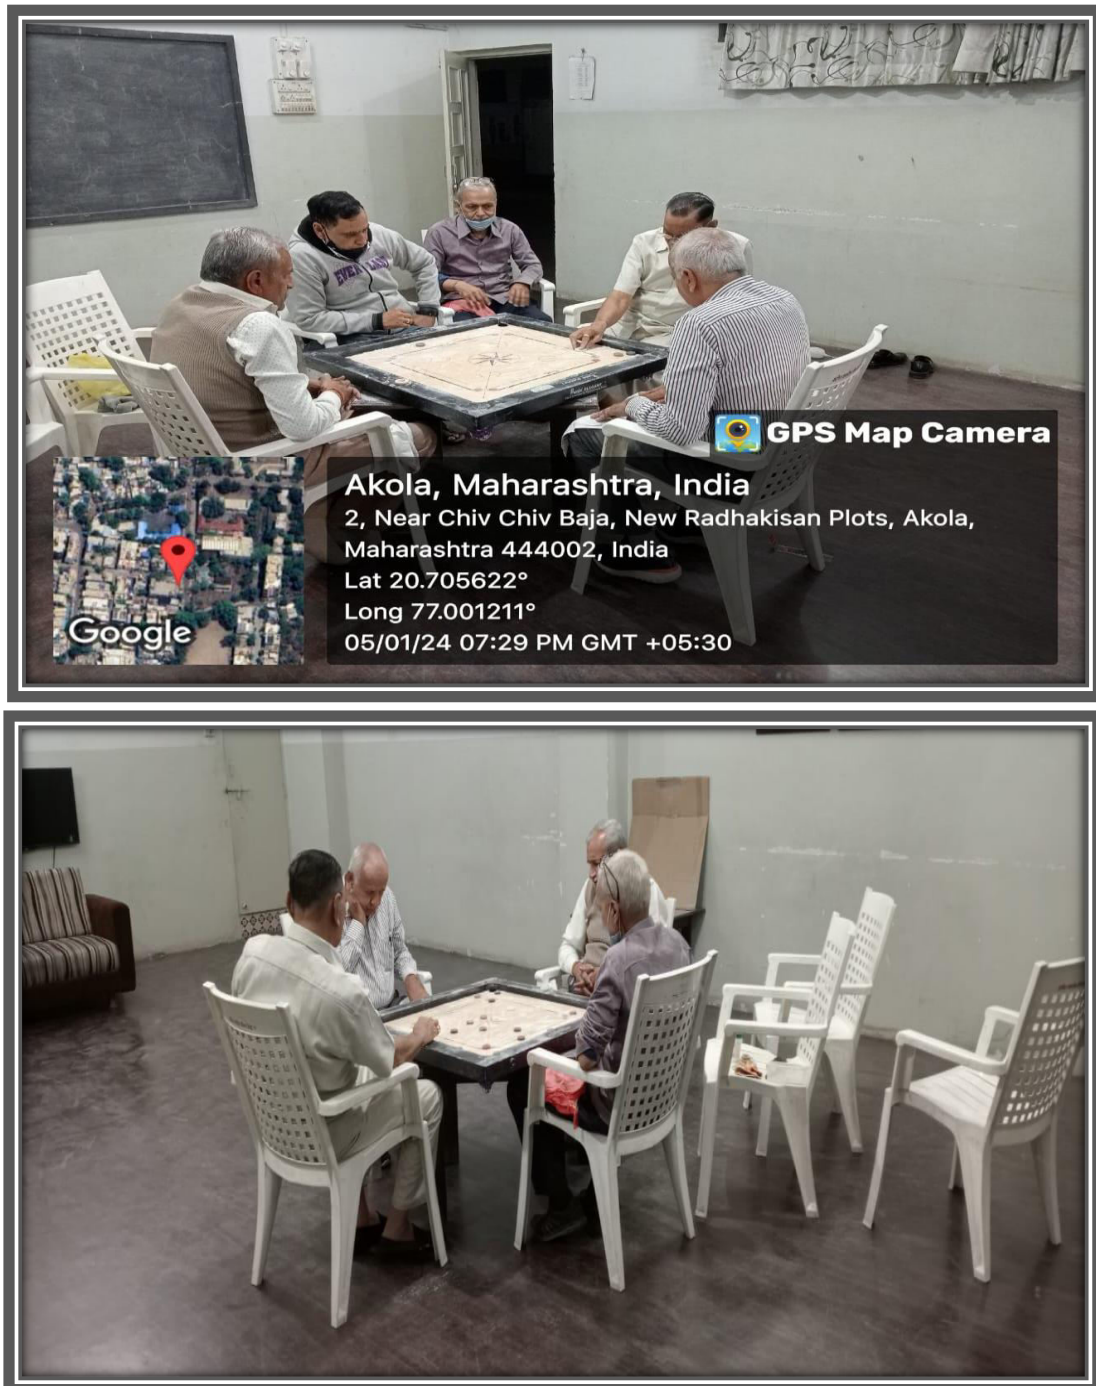 EVERLAST
GPS Map Camera
Akola, Maharashtra, India
2, Near Chiv Chiv Baja, New Radhakisan Plots, Akola,
Maharashtra 444002, India
Lat 20.705622°
Long 77.001211°
05/01/24 07:29 PM GMT +05:30
Google